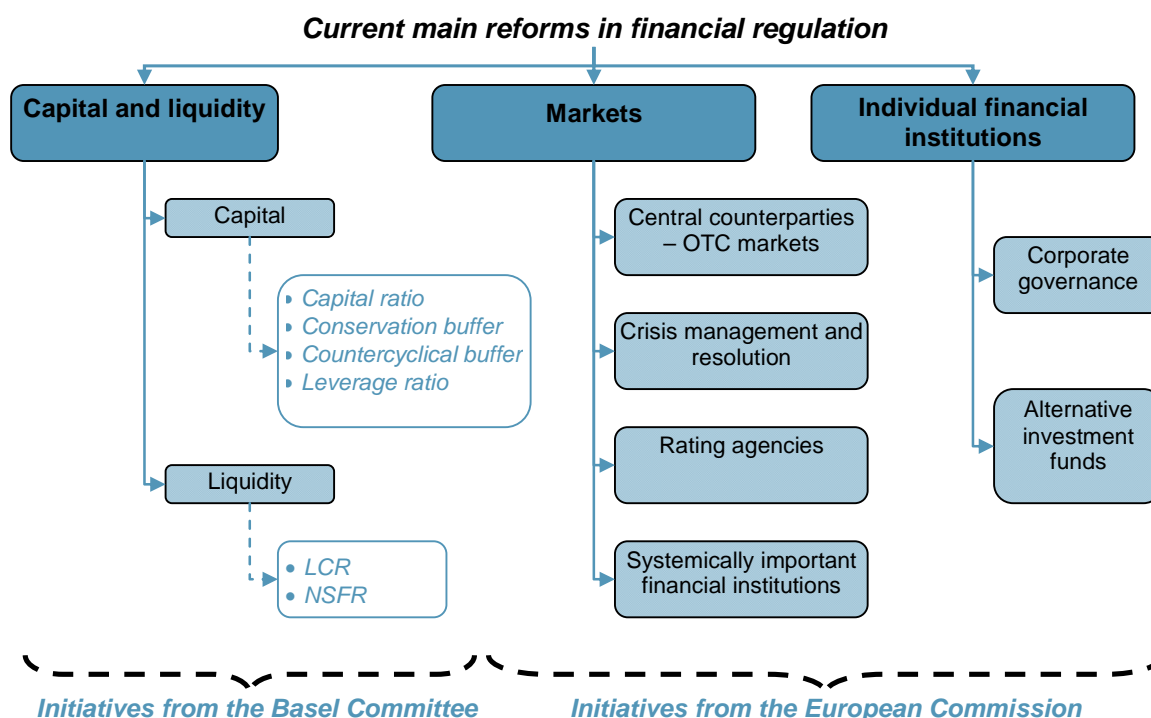 Current main reforms in financial regulation
Capital and liquidity
Markets
Individual financial
institutions
Capital
• Capital ratio
• Conservation buffer
• Countercyclical buffer
• Leverage ratio
Liquidity
• LCR
• NSFR
Central counterparties
– OTC markets
Crisis management and
resolution
Rating agencies
Systemically important
financial institutions
Corporate
governance
Alternative
investment
funds
Initiatives from the Basel Committee
Initiatives from the European Commission